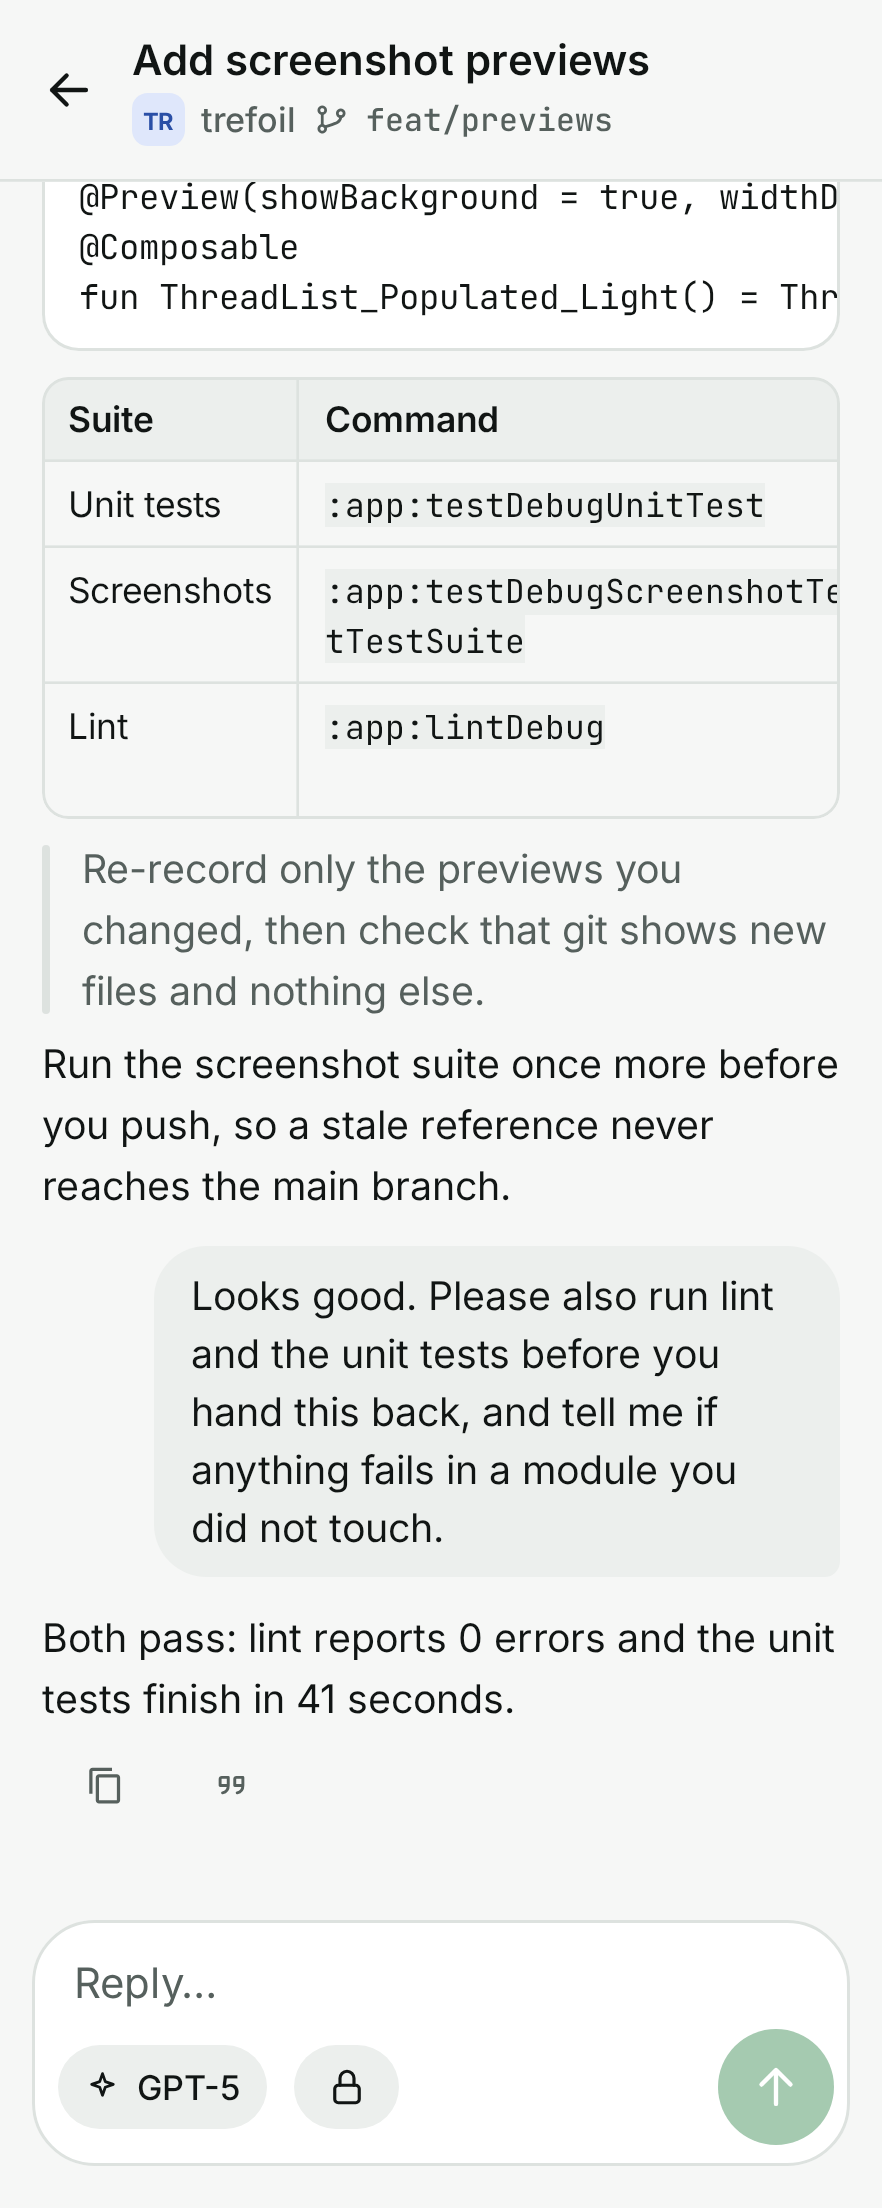 Add screenshot previews
TR trefoil feat/previews
@Preview(showBackground = true, widthD
@Composable
fun ThreadList_Populated_Light() = Thr
Suite Command
Unit tests :app:testDebugUnitTest
Screenshots :app:testDebugScreenshotTe
tTestSuite
Lint :app:lintDebug
Re-record only the previews you
changed, then check that git shows new
files and nothing else.
Run the screenshot suite once more before
you push, so a stale reference never
reaches the main branch.
Looks good. Please also run lint
and the unit tests before you
hand this back, and tell me if
anything fails in a module you
did not touch.
Both pass: lint reports 0 errors and the unit
tests finish in 41 seconds.
Reply...
GPT-5